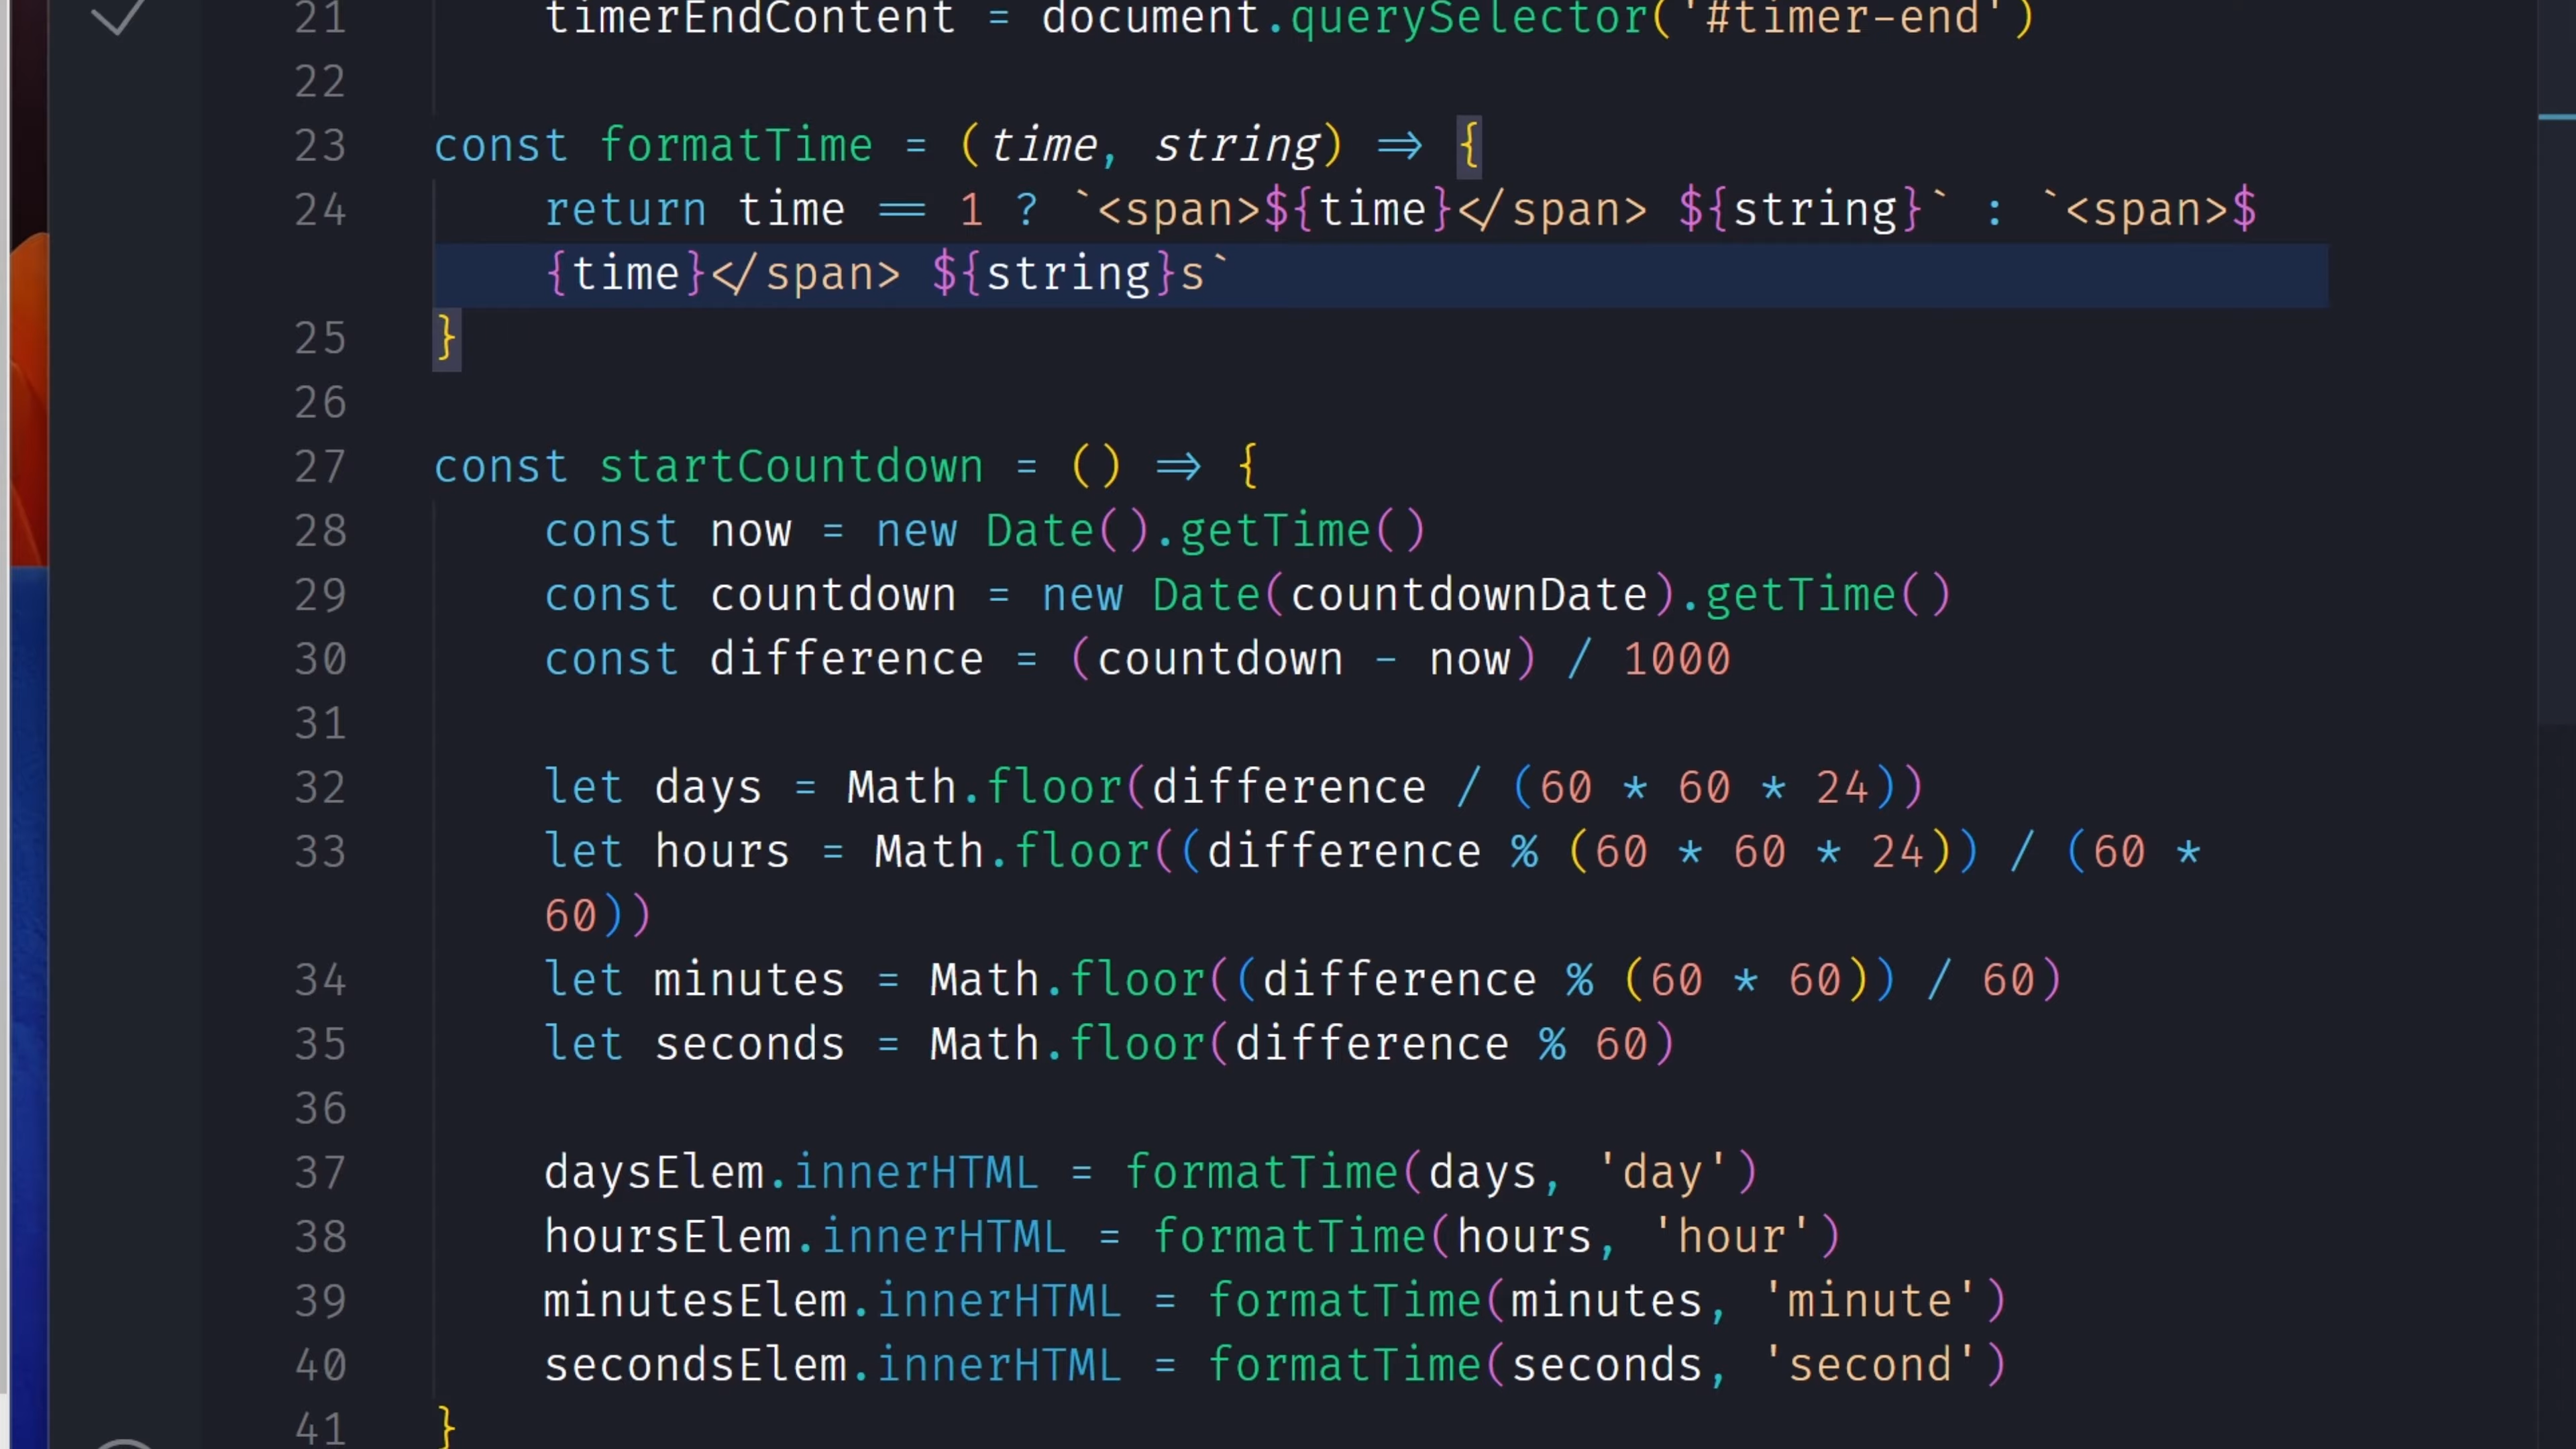 21 timerEndContent = document.querySelector('#timer-end')
22
23 const formatTime = (time, string) => {
24 return time == 1 ? `<span>${time}</span> ${string}` : `<span>$
{time}</span> ${string}s`
25 }
26
27 const startCountdown = () => {
28 const now = new Date().getTime()
29 const countdown = new Date(countdownDate).getTime()
30 const difference = (countdown - now) / 1000
31
32 let days = Math.floor(difference / (60 * 60 * 24))
33 let hours = Math.floor((difference % (60 * 60 * 24)) / (60 *
60))
34 let minutes = Math.floor((difference % (60 * 60)) / 60)
35 let seconds = Math.floor(difference % 60)
36
37 daysElem.innerHTML = formatTime(days, 'day')
38 hoursElem.innerHTML = formatTime(hours, 'hour')
39 minutesElem.innerHTML = formatTime(minutes, 'minute')
40 secondsElem.innerHTML = formatTime(seconds, 'second')
41 }